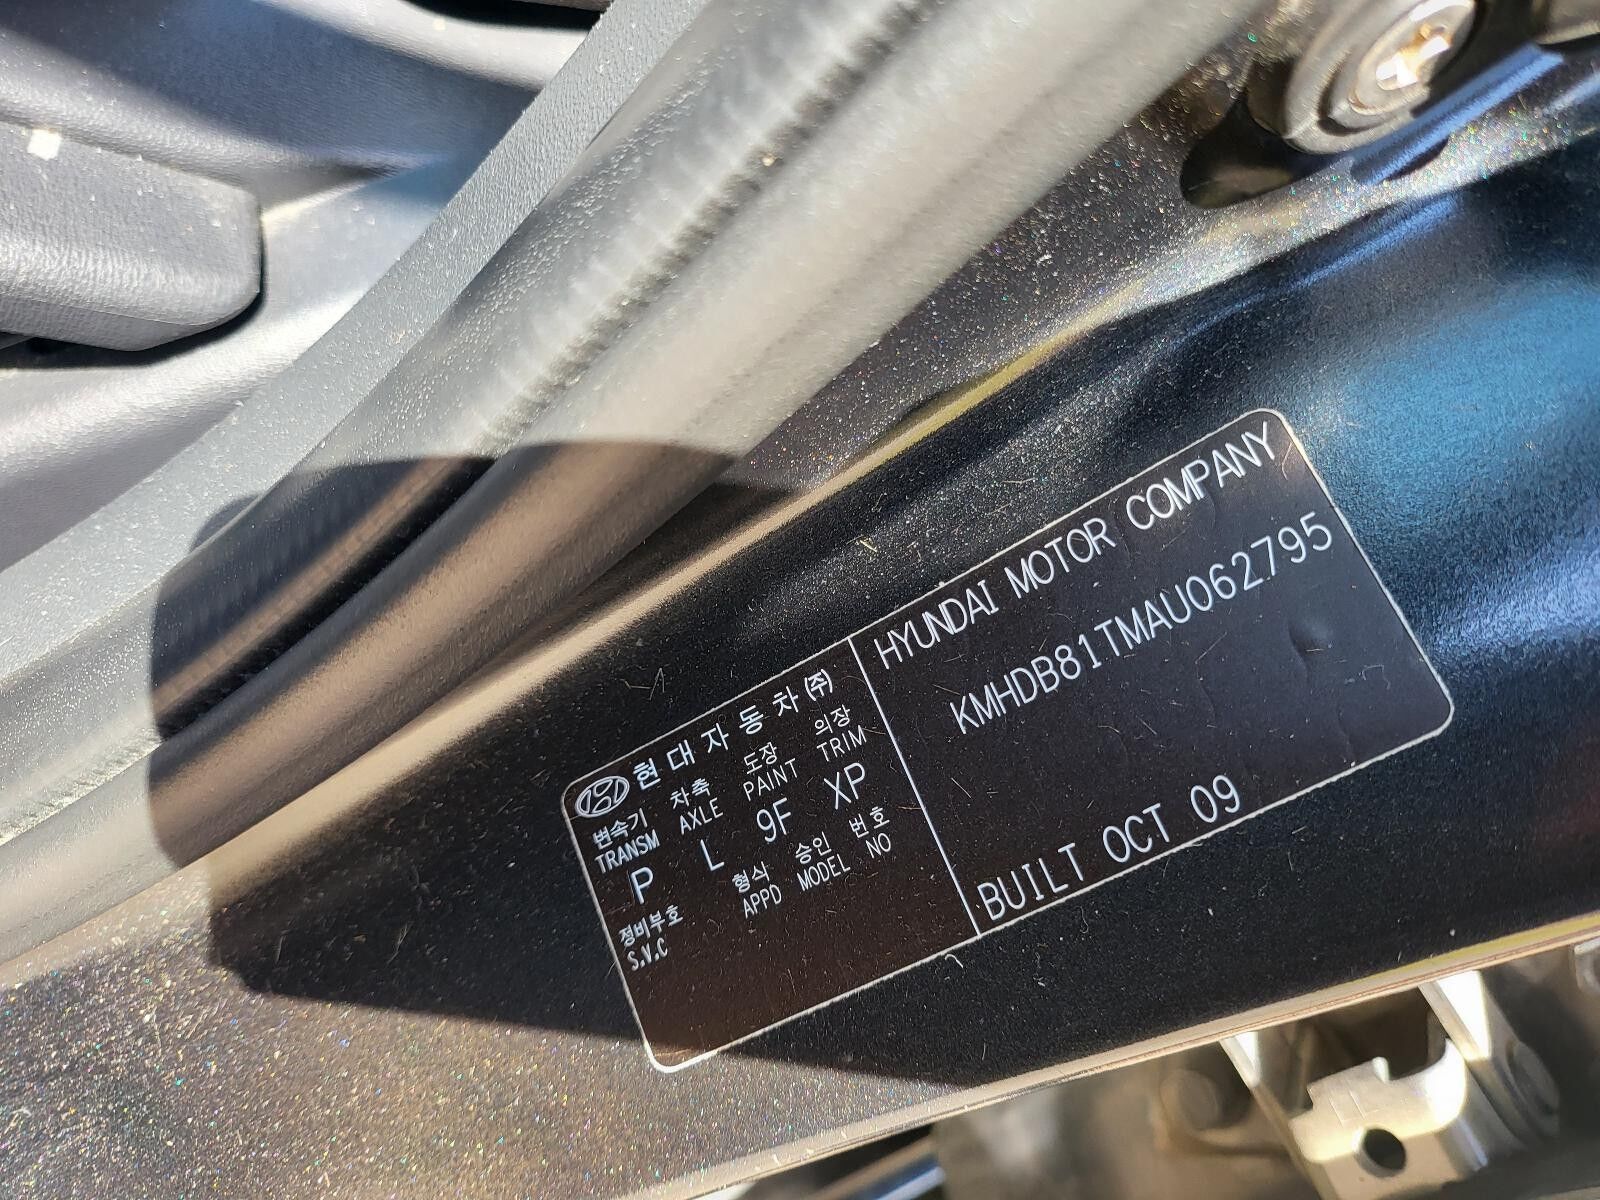 현대자동차(주)
변속기 차축 도장 의장
TRANSM AXLE PAINT TRIM
P L 9F XP
정비부호 형식 승인 번호
S.V.C APPD MODEL NO
HYUNDAI MOTOR COMPANY
KMHDB81TMAU062795
BUILT OCT 09